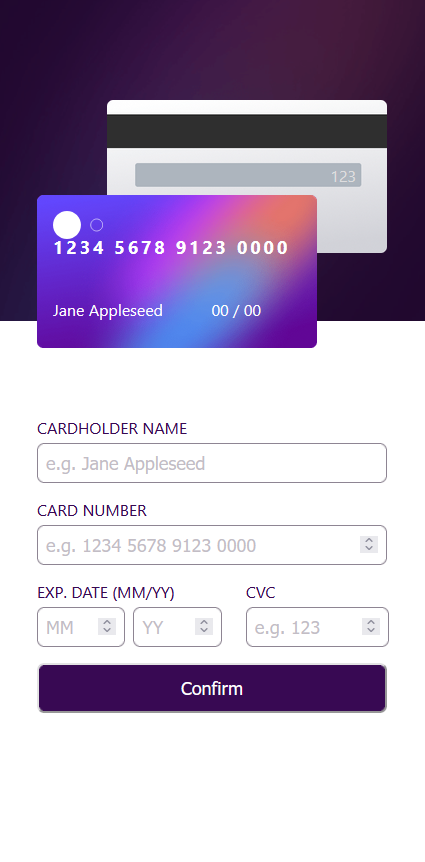 123
1234 5678 9123 0000
Jane Appleseed 00 / 00
CARDHOLDER NAME
e.g. Jane Appleseed
CARD NUMBER
e.g. 1234 5678 9123 0000
EXP. DATE (MM/YY) CVC
MM YY e.g. 123
Confirm